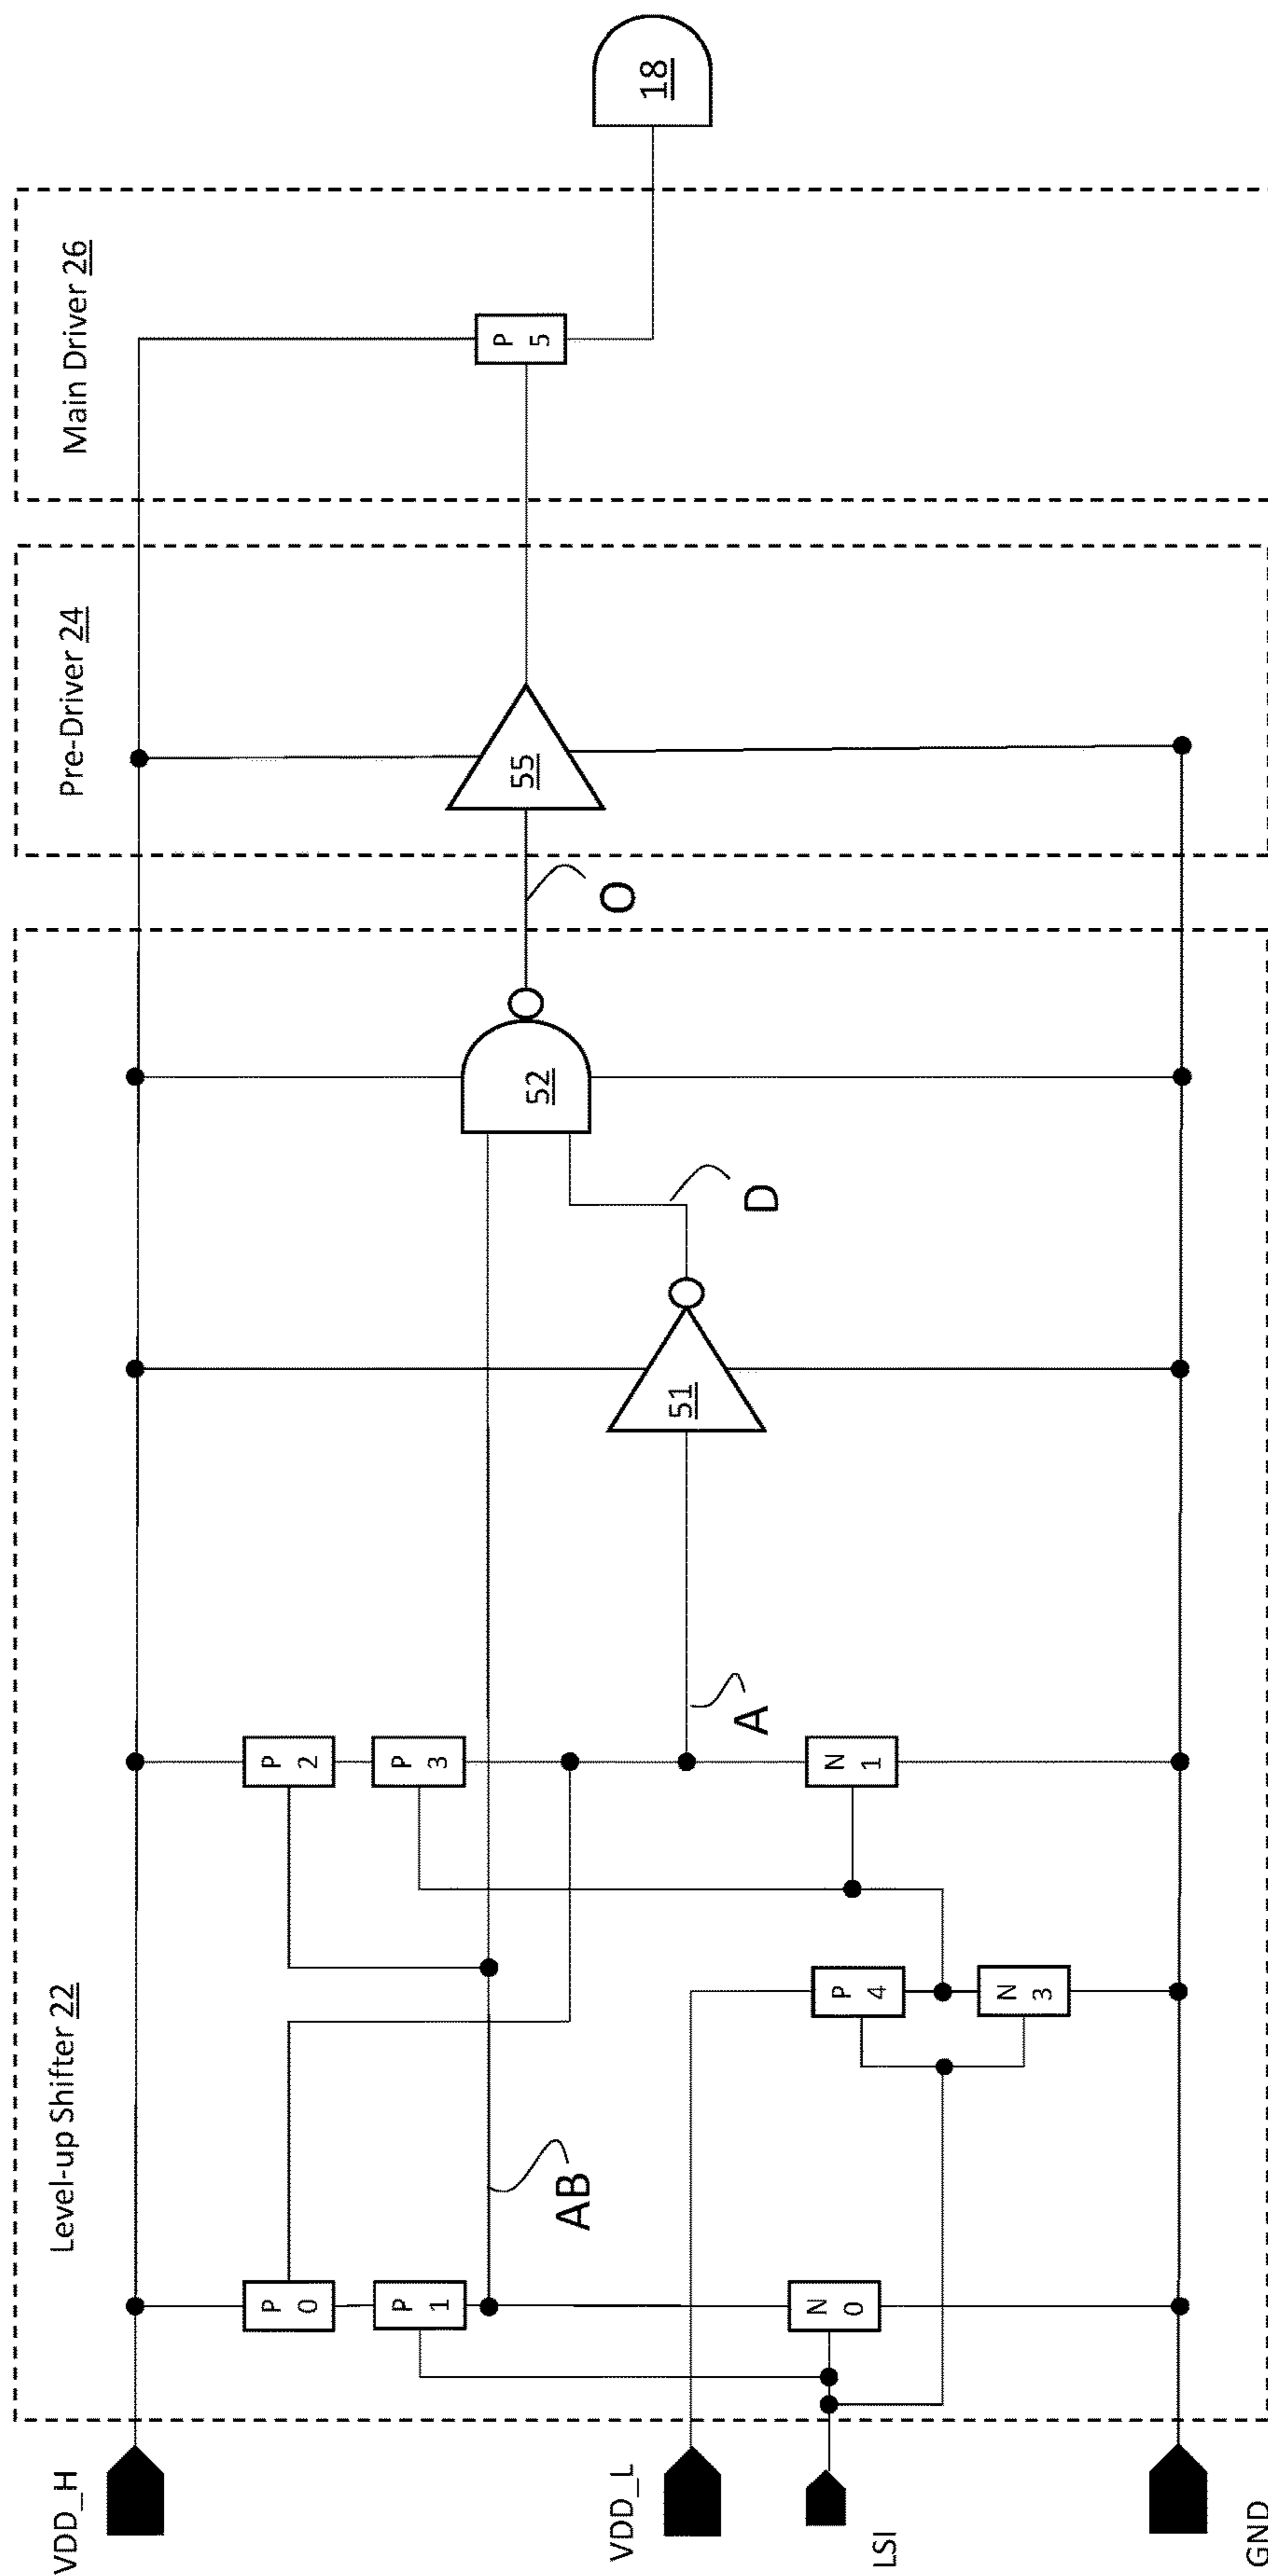 VDD_H
VDD_L
LSI
GND
Level-up Shifter 22
P
0
P
1
N
0
AB
P
4
N
3
P
2
P
3
N
1
A
51
D
52
O
Pre-Driver 24
55
Main Driver 26
P
5
18